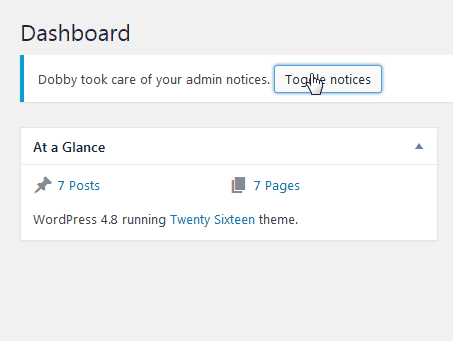 Dashboard
Dobby took care of your admin notices. Toggle notices
At a Glance
7 Posts 7 Pages
WordPress 4.8 running Twenty Sixteen theme.